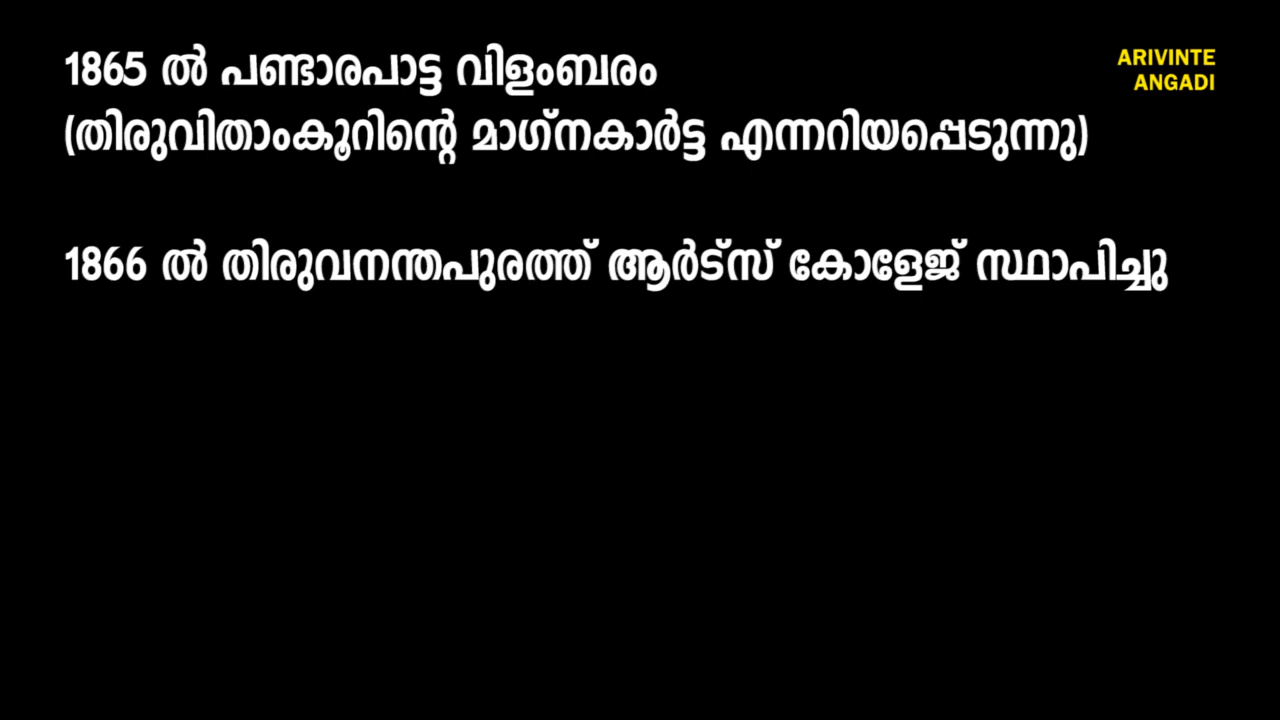 1865 ൽ പണ്ടാരപാട്ട വിളംബരം
(തിരുവിതാംകൂറിന്റെ മാഗ്‌നകാർട്ട എന്നറിയപ്പെടുന്നു)
1866 ൽ തിരുവനന്തപുരത്ത് ആർട്സ് കോളേജ് സ്ഥാപിച്ചു
ARIVINTE
ANGADI